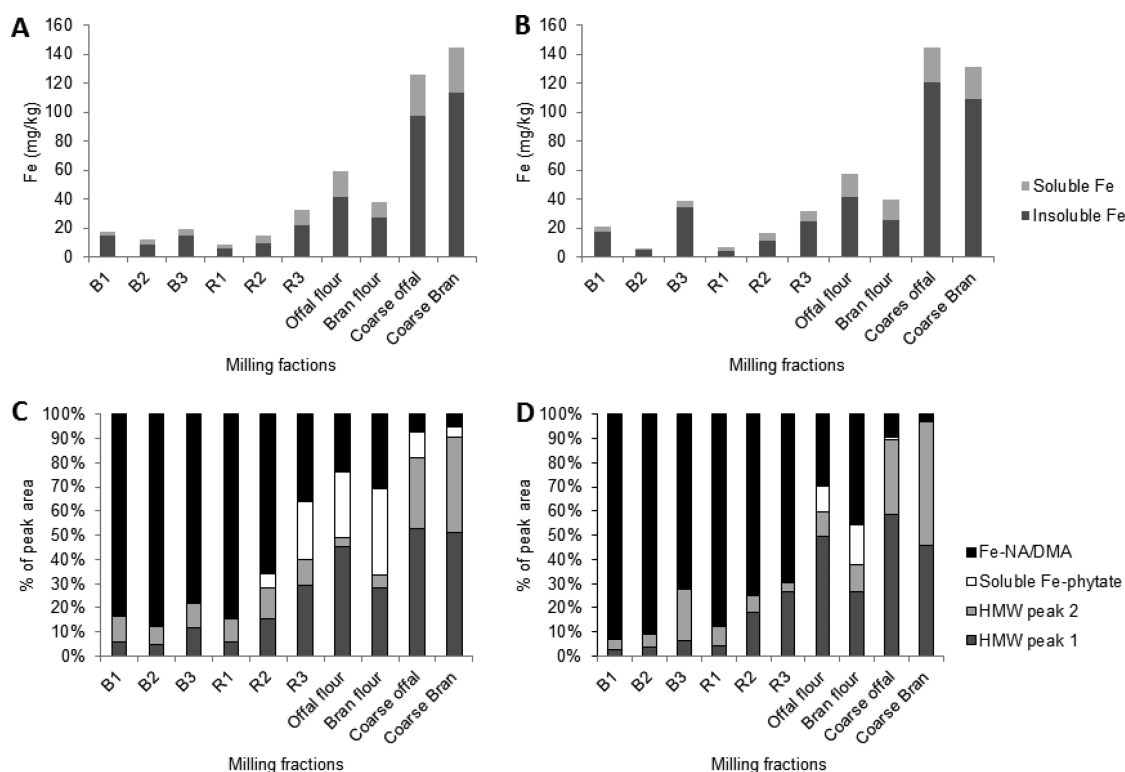 A
160
140
120
100
80
60
40
20
0
Fe (mg/kg)
B1
B2
B3
R1
R2
R3
Offal flour
Bran flour
Coarse offal
Coarse Bran
Milling factions
B
160
140
120
100
80
60
40
20
0
Fe (mg/kg)
B1
B2
B3
R1
R2
R3
Offal flour
Bran flour
Coares offal
Coarse Bran
Milling fractions
Soluble Fe
Insoluble Fe
C
100%
90%
80%
70%
60%
50%
40%
30%
20%
10%
0%
% of peak area
B1
B2
B3
R1
R2
R3
Offal flour
Bran flour
Coarse offal
Coarse Bran
Milling fractions
D
100%
90%
80%
70%
60%
50%
40%
30%
20%
10%
0%
% of peak area
B1
B2
B3
R1
R2
R3
Offal flour
Bran flour
Coarse offal
Coarse Bran
Milling fractions
Fe-NA/DMA
Soluble Fe-phytate
HMW peak 2
HMW peak 1